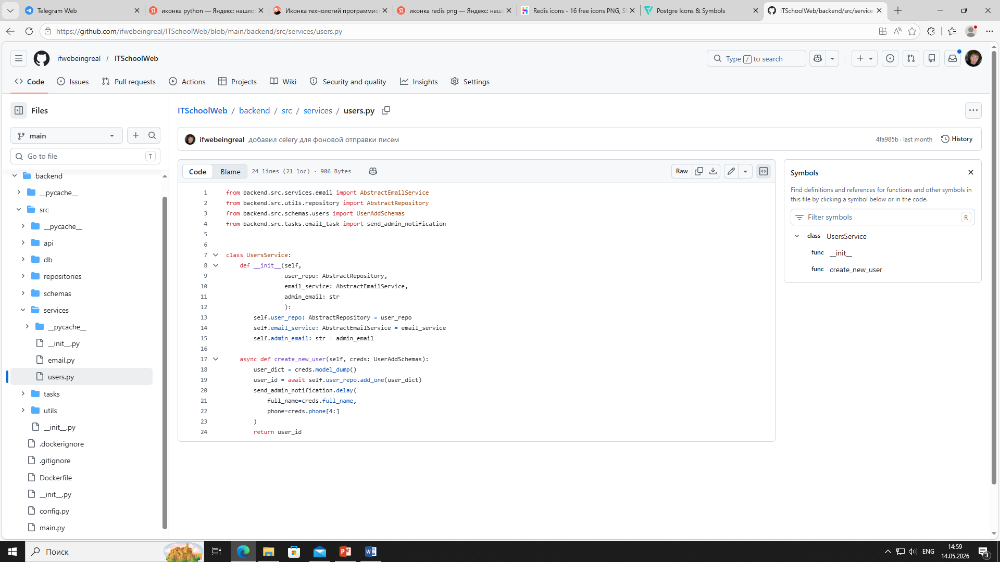 Telegram Web
иконка python — Яндекс: нашлос
Иконка технологий программист
иконка redis png — Яндекс: наш
Redis icons - 16 free icons PNG, SV
Postgre Icons & Symbols
ITSchoolWeb/backend/src/service
https://github.com/ifwebeingreal/ITSchoolWeb/blob/main/backend/src/services/users.py
ifwebeingreal / ITSchoolWeb
Type / to search
Code
Issues
Pull requests
Actions
Projects
Wiki
Security and quality
Insights
Settings
Files
main
Go to file
T
backend
__pycache__
src
__pycache__
api
db
repositories
schemas
services
__pycache__
__init__.py
email.py
users.py
tasks
utils
__init__.py
.dockerignore
.gitignore
Dockerfile
__init__.py
config.py
main.py
ITSchoolWeb / backend / src / services / users.py
ifwebeingreal добавил celery для фоновой отправки писем
4fa985b · last month
History
Code
Blame
24 lines (21 loc) · 906 Bytes
Raw
1 from backend.src.services.email import AbstractEmailService
2 from backend.src.utils.repository import AbstractRepository
3 from backend.src.schemas.users import UserAddSchemas
4 from backend.src.tasks.email_task import send_admin_notification
5
6
7 class UsersService:
8 def __init__(self,
9 user_repo: AbstractRepository,
10 email_service: AbstractEmailService,
11 admin_email: str
12 ):
13 self.user_repo: AbstractRepository = user_repo
14 self.email_service: AbstractEmailService = email_service
15 self.admin_email: str = admin_email
16
17 async def create_new_user(self, creds: UserAddSchemas):
18 user_dict = creds.model_dump()
19 user_id = await self.user_repo.add_one(user_dict)
20 send_admin_notification.delay(
21 full_name=creds.full_name,
22 phone=creds.phone[4:]
23 )
24 return user_id
Symbols
Find definitions and references for functions and other symbols in
this file by clicking a symbol below or in the code.
Filter symbols
R
class UsersService
func __init__
func create_new_user
Поиск
ENG
14:59
14.05.2026
3